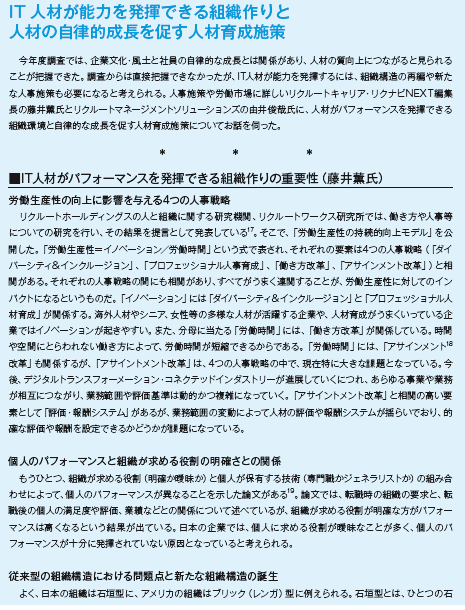 IT 人材が能力を発揮できる組織作りと
人材の自律的成長を促す人材育成施策
今年度調査では、企業文化・風土と社員の自律的な成長とは関係があり、人材の質向上につながると見られる
ことが把握できた。調査からは直接把握できなかったが、IT人材が能力を発揮するには、組織構造の再編や新た
な人事施策も必要になると考えられる。人事施策や労働市場に詳しいリクルートキャリア・リクナビNEXT編集
長の藤井薫氏とリクルートマネージメントソリューションズの由井俊哉氏に、人材がパフォーマンスを発揮できる
組織環境と自律的な成長を促す人材育成施策についてお話を伺った。
* * *
■IT人材がパフォーマンスを発揮できる組織作りの重要性（藤井薫氏）
労働生産性の向上に影響を与える4つの人事戦略
リクルートホールディングスの人と組織に関する研究機関、リクルートワークス研究所では、働き方や人事等
についての研究を行い、その結果を提言として発表している17。そこで、「労働生産性の持続的向上モデル」を公
開した。「労働生産性＝イノベーション／労働時間」という式で表され、それぞれの要素は4つの人事戦略（「ダイ
バーシティ＆インクルージョン」、「プロフェッショナル人事育成」、「働き方改革」、「アサインメント改革」）と相
関がある。それぞれの人事戦略の間にも相関があり、すべてがうまく連関することが、労働生産性に対してのイン
パクトになるというものだ。「イノベーション」には「ダイバーシティ＆インクルージョン」と「プロフェッショナル人
材育成」が関係する。海外人材やシニア、女性等の多様な人材が活躍する企業や、人材育成がうまくいっている企
業ではイノベーションが起きやすい。また、分母に当たる「労働時間」には、「働き方改革」が関係している。時間
や空間にとらわれない働き方によって、労働時間が短縮できるからである。「労働時間」には、「アサインメント18
改革」も関係するが、「アサイントメント改革」は、4つの人事戦略の中で、現在特に大きな課題となっている。今
後、デジタルトランスフォーメーション・コネクテッドインダストリーが進展していくにつれ、あらゆる事業や業務
が相互につながり、業務範囲や評価基準は動的かつ複雑になっていく。「アサイントメント改革」と相関の高い要
素として「評価・報酬システム」があるが、業務範囲の変動によって人材の評価や報酬システムが揺らいでおり、的
確な評価や報酬を設定できるかどうかが課題になっている。
個人のパフォーマンスと組織が求める役割の明確さとの関係
もうひとつ、組織が求める役割（明確か曖昧か）と個人が保有する技術（専門職かジェネラリストか）の組み合
わせによって、個人のパフォーマンスが異なることを示した論文がある19。論文では、転職時の組織の要求と、転
職後の個人の満足度や評価、業績などとの関係について述べているが、組織が求める役割が明確な方がパフォー
マンスは高くなるという結果が出ている。日本の企業では、個人に求める役割が曖昧なことが多く、個人のパ
フォーマンスが十分に発揮されていない原因となっていると考えられる。
従来型の組織構造における問題点と新たな組織構造の誕生
よく、日本の組織は石垣型に、アメリカの組織はブリック（レンガ）型に例えられる。石垣型とは、ひとつの石